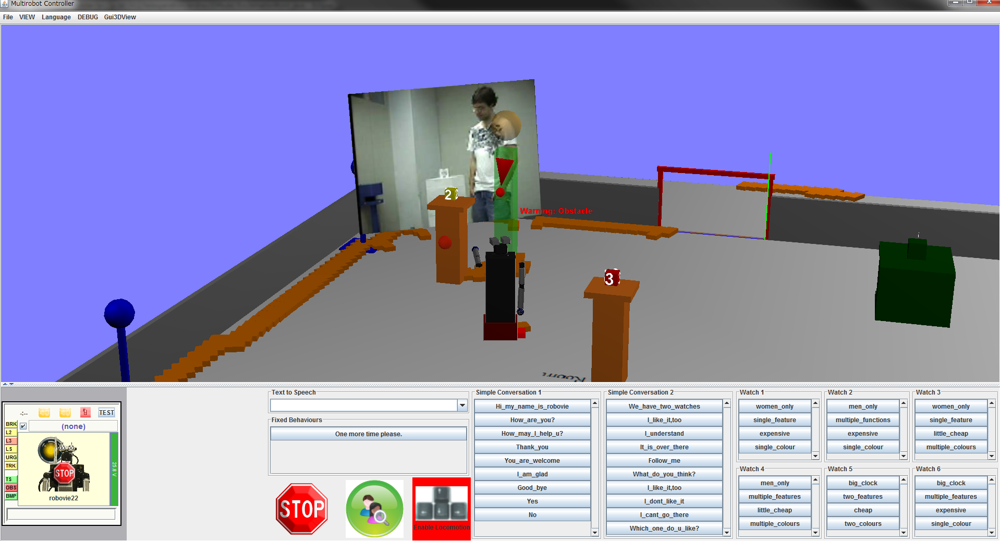 Multirobot Controller
File VIEW Language DEBUG Gui3DView
2
Warning: Obstacle
3
-:-- TEST
BRK
L2
L3
LS
URG
TRK
TS
OBS
BMP
(none)
STOP
25.8 V
robovie22
Text to Speech
Fixed Behaviours
One more time please.
STOP
Enable Locomotion
Simple Conversation 1
Hi_my_name_is_robovie
How_are_you?
How_may_I_help_u?
Thank_you
You_are_welcome
I_am_glad
Good_bye
Yes
No
Simple Conversation 2
We_have_two_watches
I_like_it,too
I_understand
It_is_over_there
Follow_me
What_do_you_think?
I_like_it,too
I_dont_like_it
I_cant_go_there
Which_one_do_u_like?
Watch 1
women_only
single_feature
expensive
single_colour
Watch 2
men_only
multiple_functions
expensive
single_colour
Watch 3
women_only
single_feature
little_cheap
multiple_colours
Watch 4
men_only
multiple_features
little_cheap
multiple_colours
Watch 5
big_clock
two_features
cheap
two_colours
Watch 6
big_clock
multiple_features
expensive
single_colour